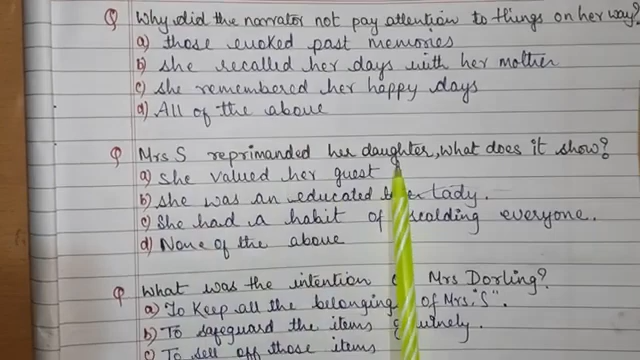 Q Why did the narrator not pay attention to things on her way?
a) those evoked past memories
b) she recalled her days with her mother
c) she remembered her happy days
d) All of the above
Q Mrs S reprimanded her daughter, what does it show?
a) She valued her guest
b) she was an educated lady.
c) She had a habit of scolding everyone.
d) None of the above
Q What was the intention Mrs Dorling?
a) To Keep all the belongings of Mrs. "S".
b) To safeguard the items
c) To sell off those items